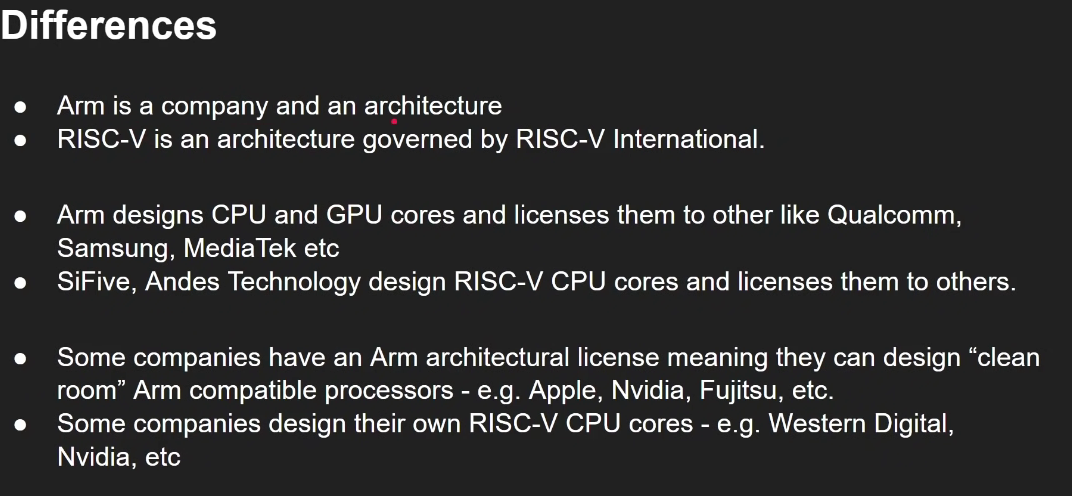 Differences
● Arm is a company and an architecture
● RISC-V is an architecture governed by RISC-V International.
● Arm designs CPU and GPU cores and licenses them to other like Qualcomm,
Samsung, MediaTek etc
● SiFive, Andes Technology design RISC-V CPU cores and licenses them to others.
● Some companies have an Arm architectural license meaning they can design “clean
room” Arm compatible processors - e.g. Apple, Nvidia, Fujitsu, etc.
● Some companies design their own RISC-V CPU cores - e.g. Western Digital,
Nvidia, etc